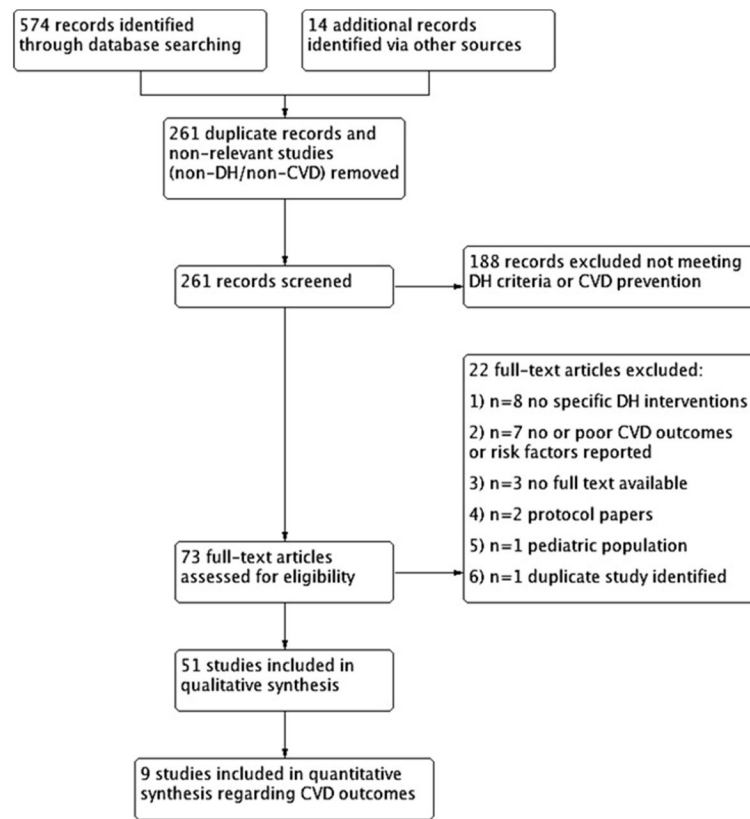 574 records identified
through database searching
14 additional records
identified via other sources
261 duplicate records and
non-relevant studies
(non-DH/non-CVD) removed
261 records screened
188 records excluded not meeting
DH criteria or CVD prevention
22 full-text articles excluded:
1) n=8 no specific DH interventions
2) n=7 no or poor CVD outcomes
or risk factors reported
3) n=3 no full text available
4) n=2 protocol papers
5) n=1 pediatric population
6) n=1 duplicate study identified
73 full-text articles
assessed for eligibility
51 studies included in
qualitative synthesis
9 studies included in quantitative
synthesis regarding CVD outcomes